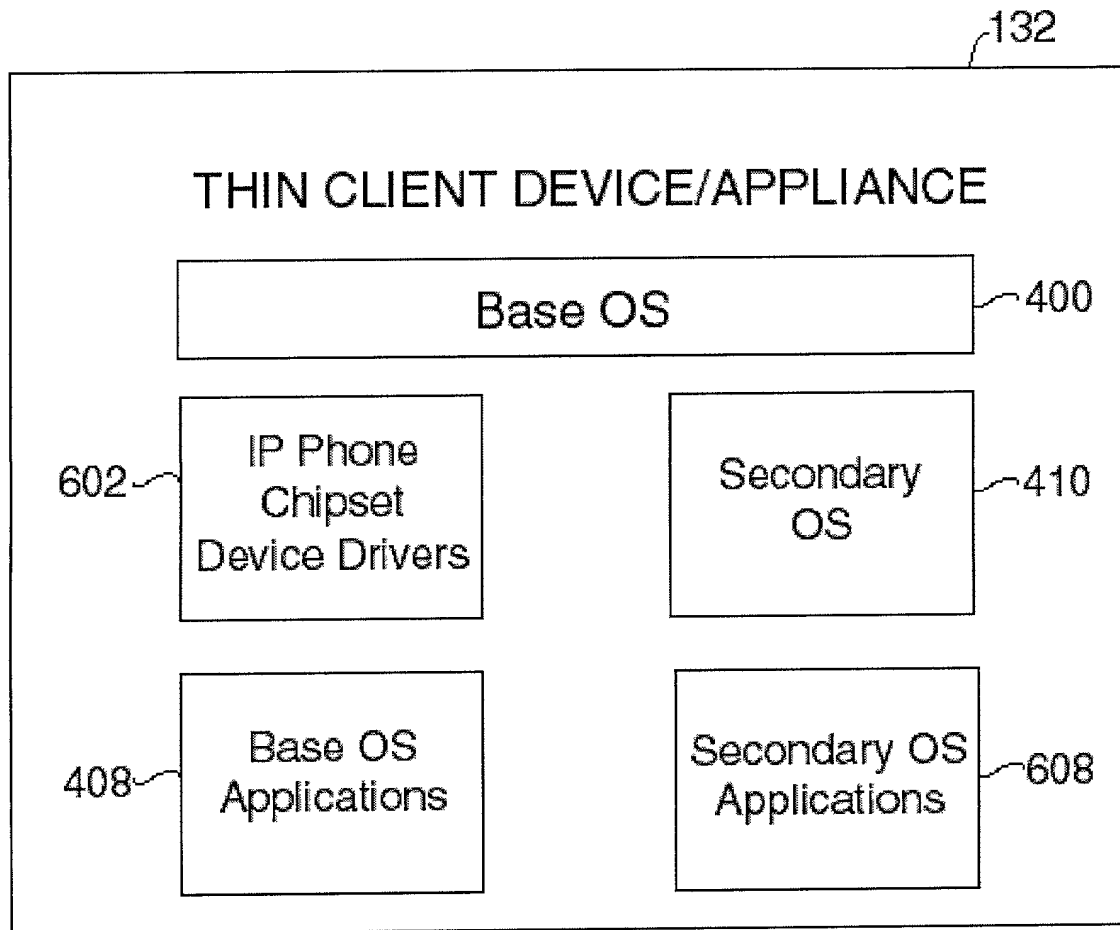 132
THIN CLIENT DEVICE/APPLIANCE
Base OS
400
602
IP Phone
Chipset
Device Drivers
Secondary
OS
410
408
Base OS
Applications
Secondary OS
Applications
608